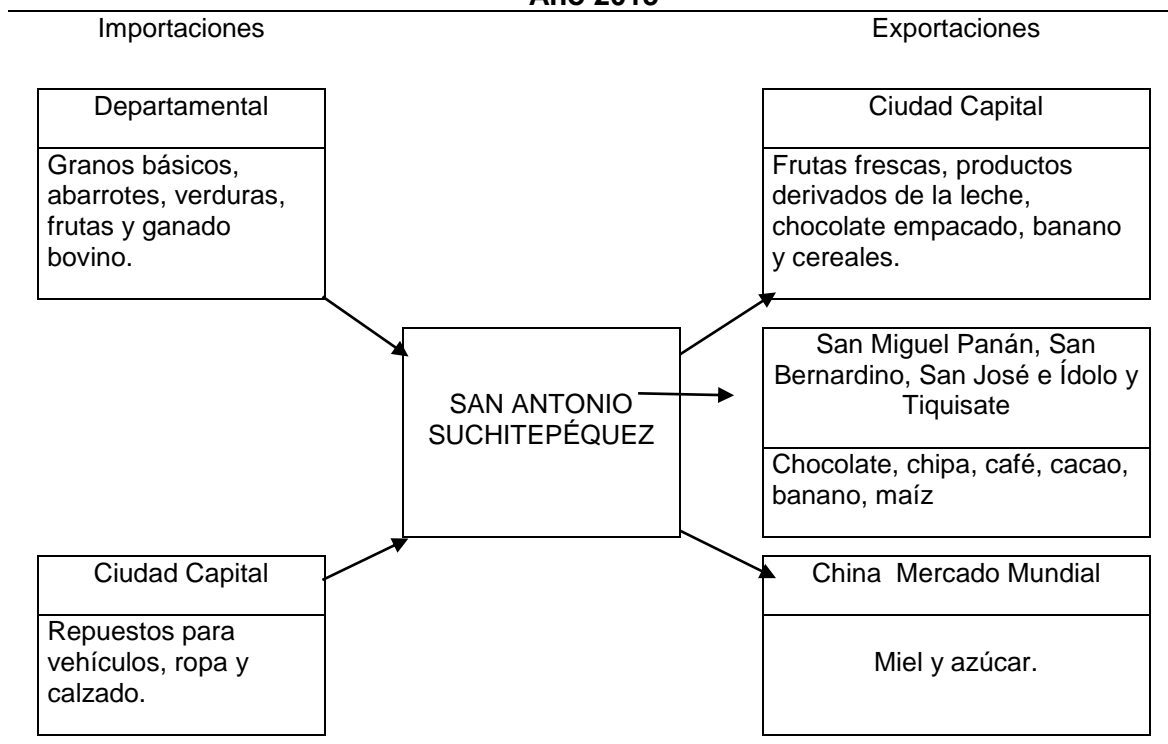 Importaciones
Exportaciones
Departamental
Granos básicos,
abarrotes, verduras,
frutas y ganado
bovino.
Ciudad Capital
Repuestos para
vehículos, ropa y
calzado.
SAN ANTONIO
SUCHITEPÉQUEZ
Ciudad Capital
Frutas frescas, productos
derivados de la leche,
chocolate empacado, banano
y cereales.
San Miguel Panán, San
Bernardino, San José e Ídolo y
Tiquisate
Chocolate, chipa, café, cacao,
banano, maíz
China Mercado Mundial
Miel y azúcar.